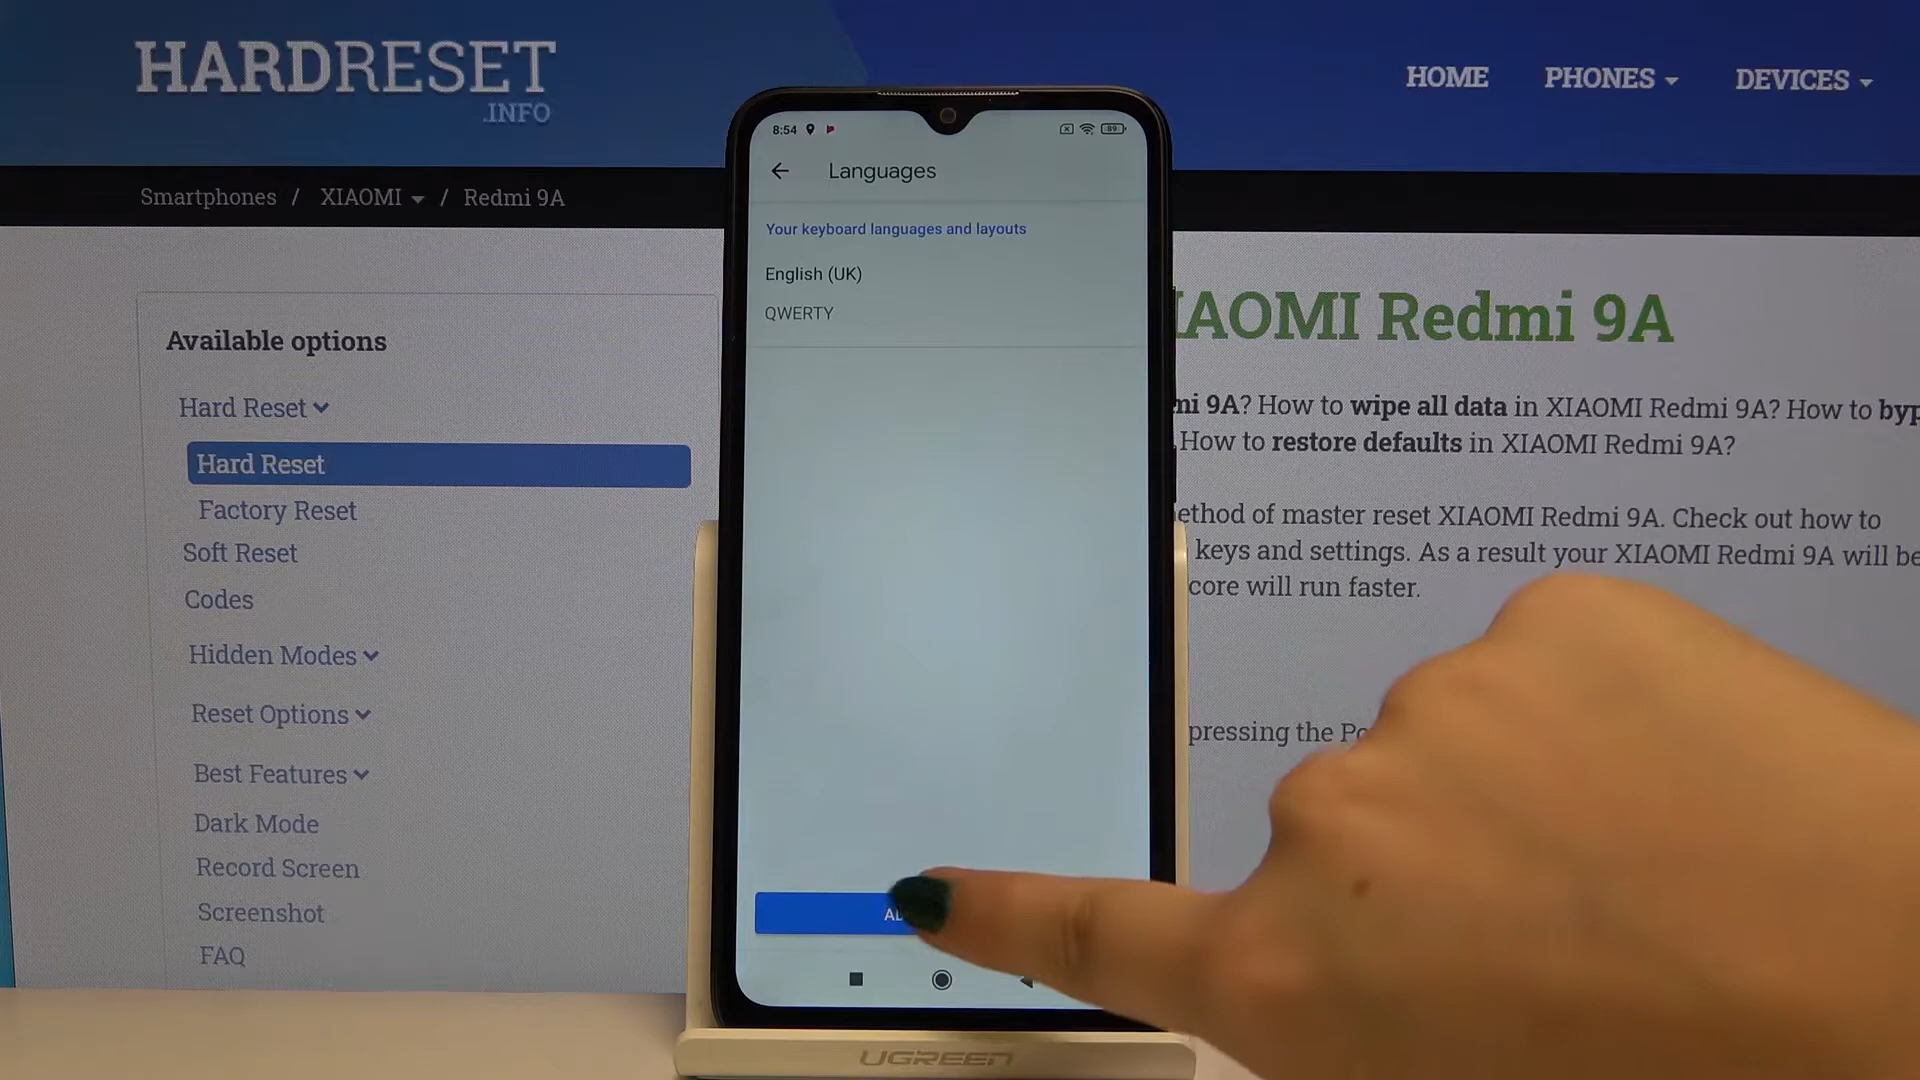 HARDRESET
.INFO
HOME PHONES DEVICES
Smartphones / XIAOMI / Redmi 9A
Available options
Hard Reset
Hard Reset
Factory Reset
Soft Reset
Codes
Hidden Modes
Reset Options
Best Features
Dark Mode
Record Screen
Screenshot
FAQ
8:54
89
Languages
Your keyboard languages and layouts
English (UK)
QWERTY
XIAOMI Redmi 9A
9A? How to wipe all data in XIAOMI Redmi 9A? How to
How to restore defaults in XIAOMI Redmi 9A?
of master reset XIAOMI Redmi 9A. Check out how to
keys and settings. As a result your XIAOMI Redmi 9A will be
core will run faster.
pressing the
UGREEN